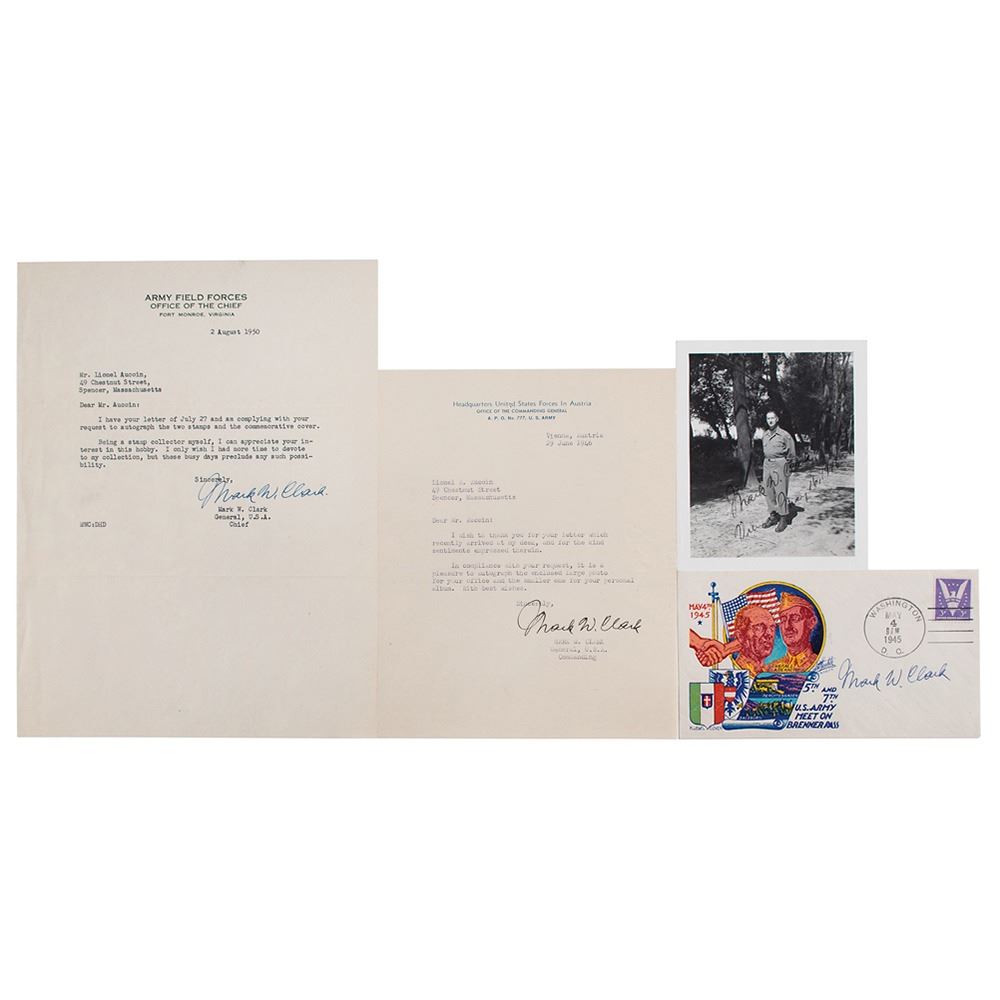 ARMY FIELD FORCES
OFFICE OF THE CHIEF
FORT MONROE, VIRGINIA
2 August 1950
Mr. Lionel Aucoin,
49 Chestnut Street,
Spencer, Massachusetts
Dear Mr. Aucoin:
I have your letter of July 27 and am complying with your
request to autograph the two stamps and the commemorative cover.
Being a stamp collector myself, I can appreciate your in-
terest in this hobby. I only wish I had more time to devote
to my collection, but these busy days preclude any such possi-
bility.
Sincerely,
Mark W. Clark.
Mark W. Clark
General, U.S.A.
Chief
MWC:DHD
Headquarters United States Forces In Austria
OFFICE OF THE COMMANDING GENERAL
A. P. O. No. 777, U. S. ARMY
Vienna, Austria
29 June 1946
Lionel A. Aucoin
49 Chestnut Street
Spencer, Massachusetts
Dear Mr. Aucoin:
I wish to thank you for your letter which
recently arrived at my desk, and for the kind
sentiments expressed therein.
In compliance with your request, it is a
pleasure to autograph the enclosed large photo
for your office and the smaller one for your personal
album. With best wishes.
Sincerely,
Mark W. Clark
MARK W. CLARK
General, U.S.A.
Commanding
Mark W.
MAY 4TH
1945
5TH AND
7TH
U.S. ARMY
MEET ON
BRENNER PASS
WASHINGTON
MAY
4
1945
D. C.
Mark W. Clark